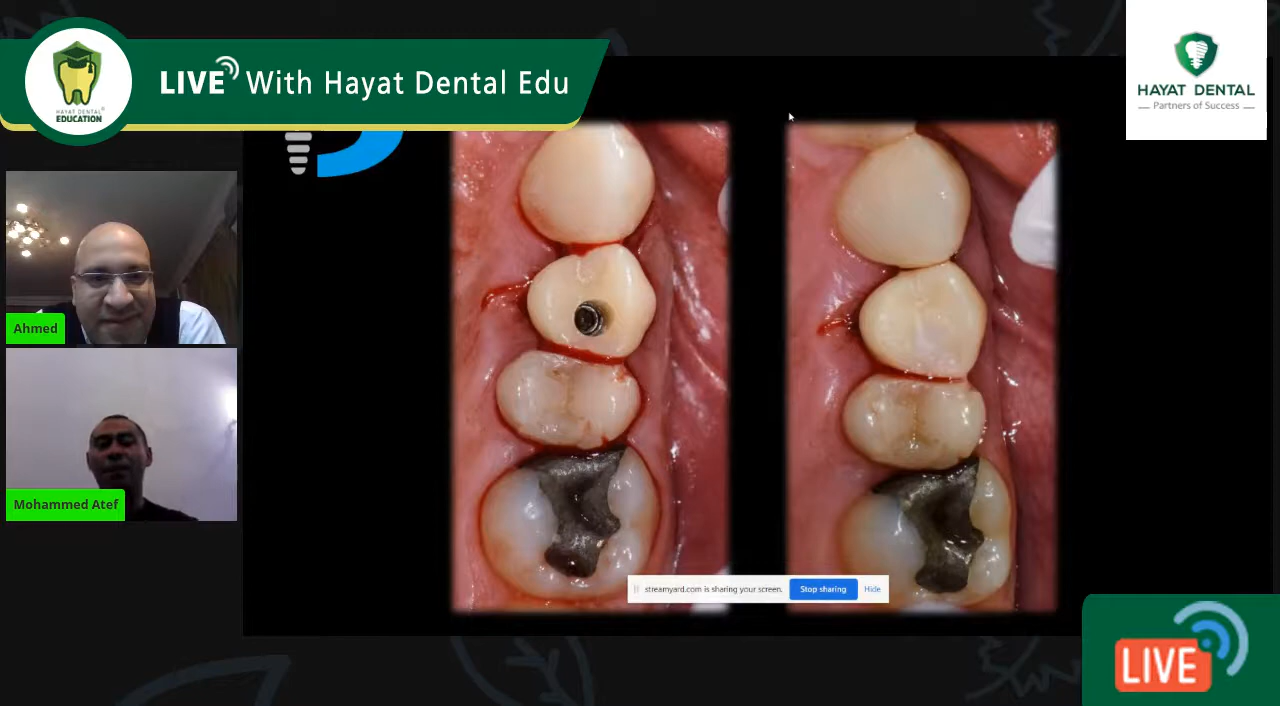 LIVE With Hayat Dental Edu
HAYAT DENTAL
EDUCATION
HAYAT DENTAL
Partners of Success
Ahmed
Mohammed Atef
streamyard.com is sharing your screen.
Stop sharing
Hide
LIVE